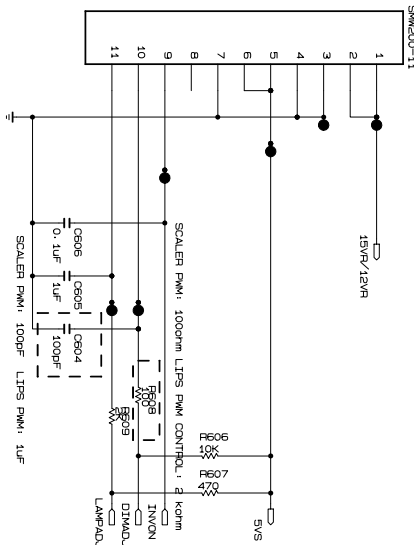 SMW200-11
11
10
9
8
7
6
5
4
3
2
1
15VR/12VR
C606
0.1uF
C605
1uF
C604
100pF
SCALER PWM: 100pF LIPS PWM: 1uF
SCALER PWM: 100ohm LIPS PWM CONTROL: 2 kohm
R608
100
R609
R606
10K
R607
470
5VS
INVON
DIMADJ
LAMPADJ